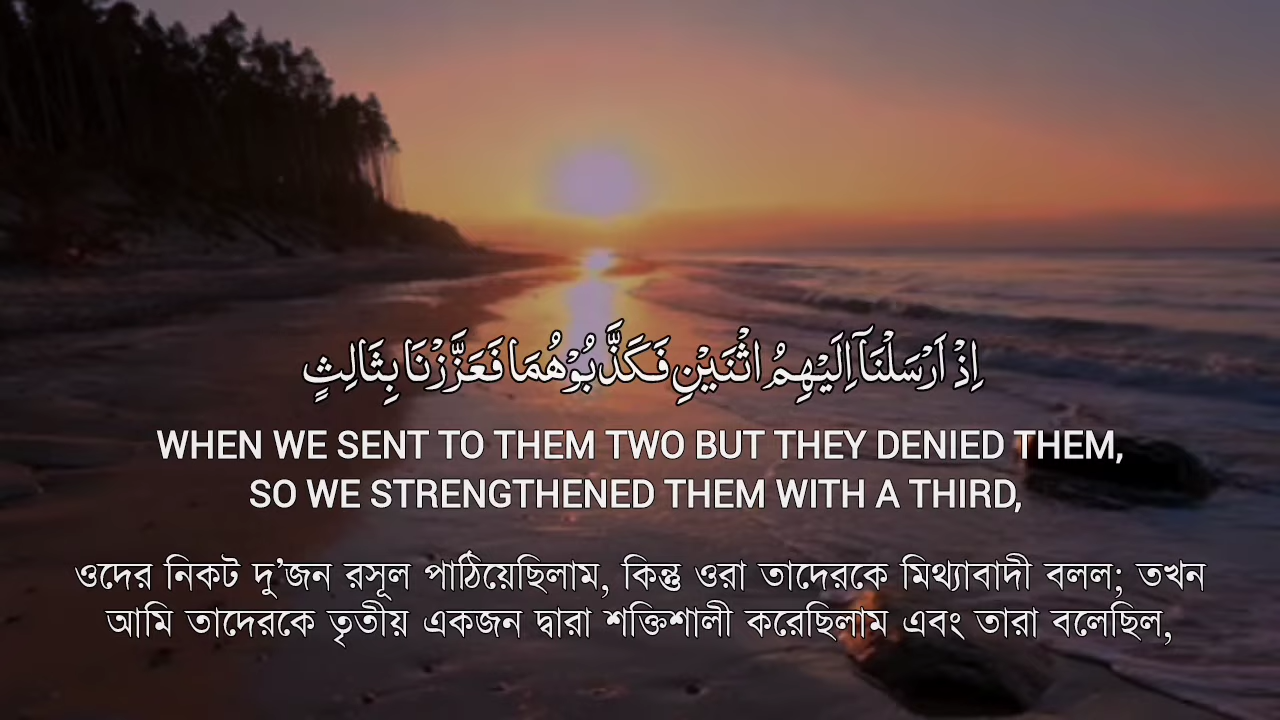 اِذْ اَرْسَلْنَاۤ اِلَيْهِمُ اثْنَيْنِ فَكَذَّبُوْهُمَا فَعَزَّزْنَا بِثَالِثٍ
WHEN WE SENT TO THEM TWO BUT THEY DENIED THEM,
SO WE STRENGTHENED THEM WITH A THIRD,
ওদের নিকট দু’জন রসূল পাঠিয়েছিলাম, কিন্তু ওরা তাদেরকে মিথ্যাবাদী বলল; তখন
আমি তাদেরকে তৃতীয় একজন দ্বারা শক্তিশালী করেছিলাম এবং তারা বলেছিল,